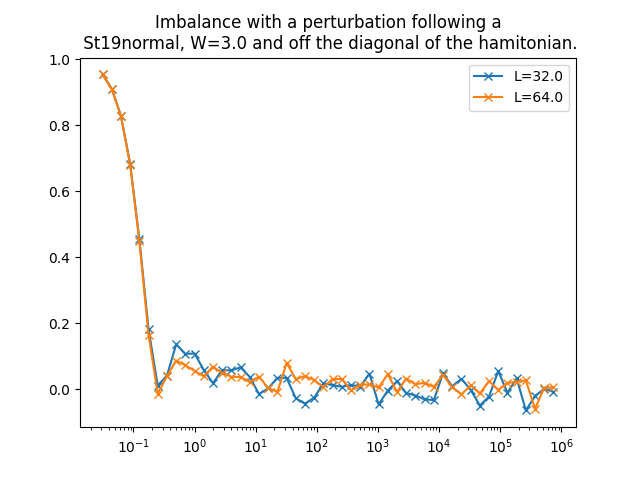 Imbalance with a perturbation following a
St19normal, W=3.0 and off the diagonal of the hamitonian.
L=32.0
L=64.0
1.0
0.8
0.6
0.4
0.2
0.0
10⁻¹ 10⁰ 10¹ 10² 10³ 10⁴ 10⁵ 10⁶